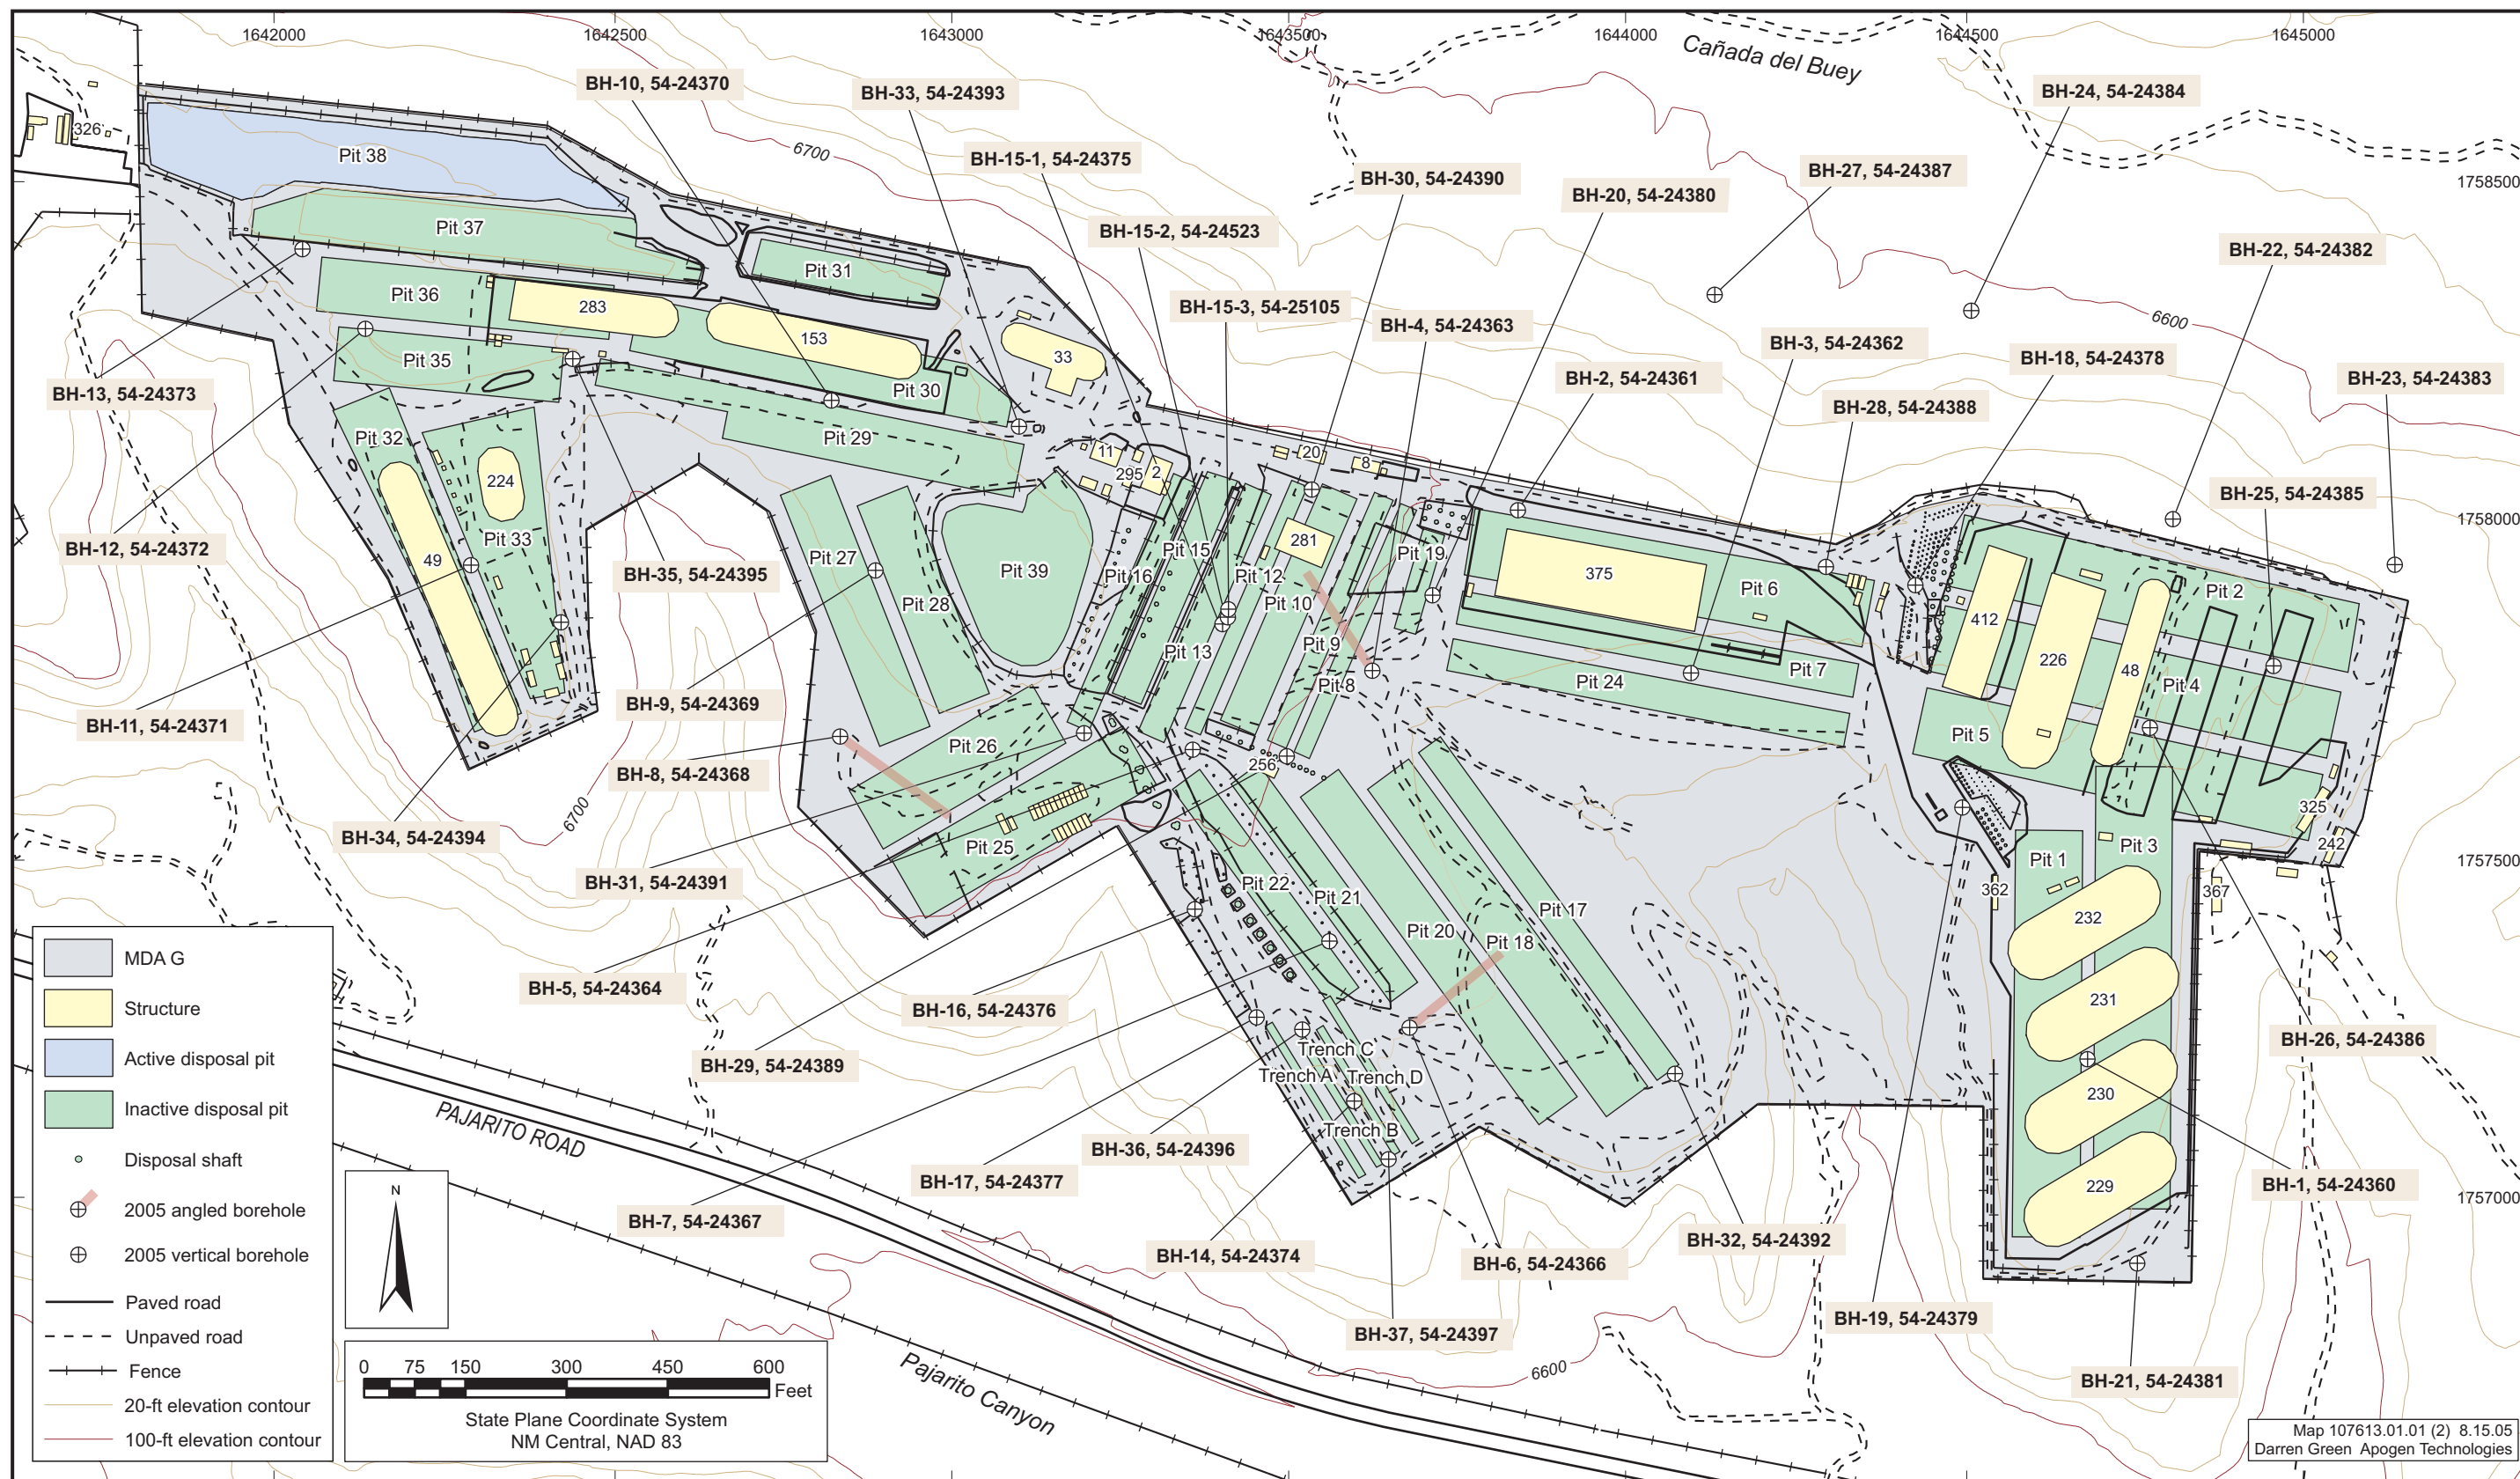 1642000
1642500
1643000
1643500
1644000
1644500
1645000
Cañada del Buey
BH-10, 54-24370
BH-33, 54-24393
BH-24, 54-24384
326
Pit 38
6700
BH-15-1, 54-24375
BH-30, 54-24390
BH-27, 54-24387
1758500
BH-20, 54-24380
Pit 37
BH-15-2, 54-24523
BH-22, 54-24382
Pit 31
Pit 36
283
BH-15-3, 54-25105
BH-4, 54-24363
6600
153
33
BH-3, 54-24362
BH-18, 54-24378
Pit 35
BH-2, 54-24361
BH-23, 54-24383
BH-13, 54-24373
Pit 30
BH-28, 54-24388
Pit 32
Pit 29
11
20
8
295
2
224
BH-25, 54-24385
1758000
Pit 33
281
BH-12, 54-24372
49
Pit 27
Pit 39
Pit 15
Pit 19
BH-35, 54-24395
Pit 16
Pit 12
375
Pit 6
Pit 2
Pit 28
Pit 10
412
Pit 13
Pit 9
226
48
Pit 7
Pit 24
Pit 8
Pit 4
BH-9, 54-24369
BH-11, 54-24371
Pit 26
Pit 5
256
BH-8, 54-24368
6700
325
BH-34, 54-24394
Pit 25
Pit 3
242
Pit 1
1757500
BH-31, 54-24391
Pit 22
Pit 21
362
367
Pit 17
232
Pit 20
Pit 18
BH-5, 54-24364
231
BH-16, 54-24376
BH-26, 54-24386
Trench C
BH-29, 54-24389
Trench A
Trench D
230
PAJARITO ROAD
Trench B
BH-36, 54-24396
BH-17, 54-24377
229
BH-1, 54-24360
1757000
BH-7, 54-24367
BH-32, 54-24392
BH-14, 54-24374
BH-6, 54-24366
BH-19, 54-24379
BH-37, 54-24397
6600
BH-21, 54-24381
Pajarito Canyon
MDA G
Structure
Active disposal pit
Inactive disposal pit
Disposal shaft
2005 angled borehole
2005 vertical borehole
Paved road
Unpaved road
Fence
20-ft elevation contour
100-ft elevation contour
N
0 75 150 300 450 600
Feet
State Plane Coordinate System
NM Central, NAD 83
Map 107613.01.01 (2) 8.15.05
Darren Green Apogen Technologies